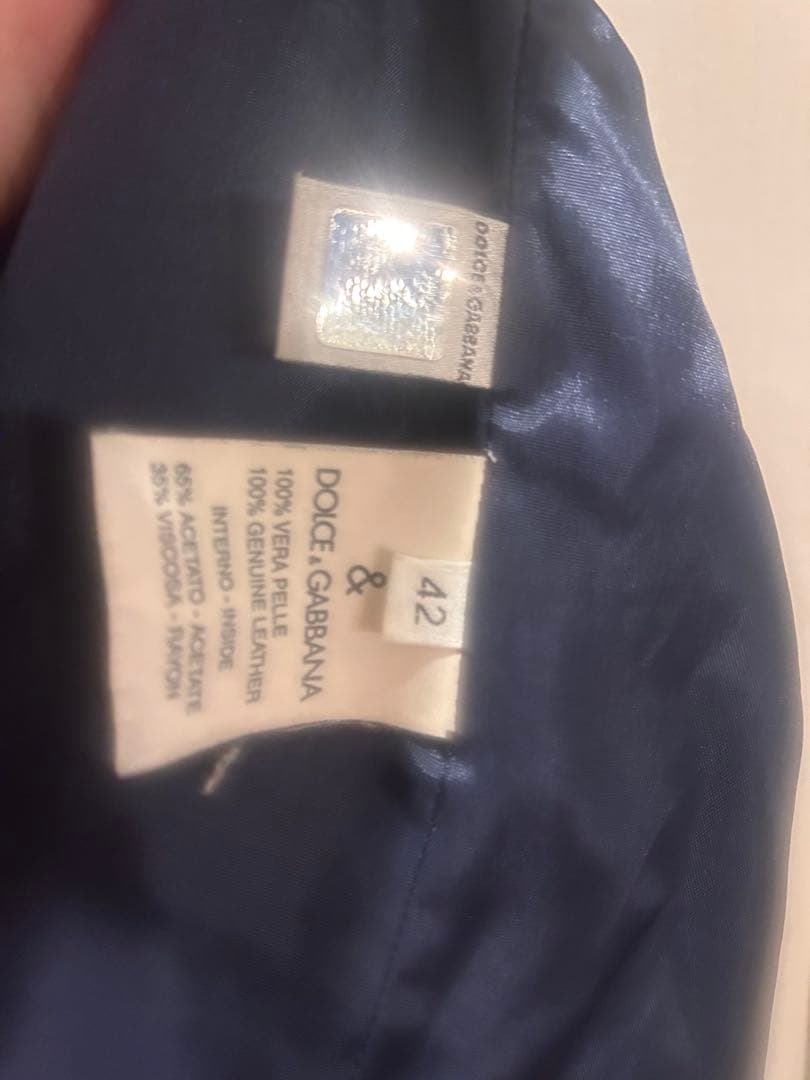 DOLCE & GABBANA
42
&
DOLCE & GABBANA
100% VERA PELLE
100% GENUINE LEATHER
INTERNO - INSIDE
65% ACETATO - ACETATE
35% VISCOSA - RAYON